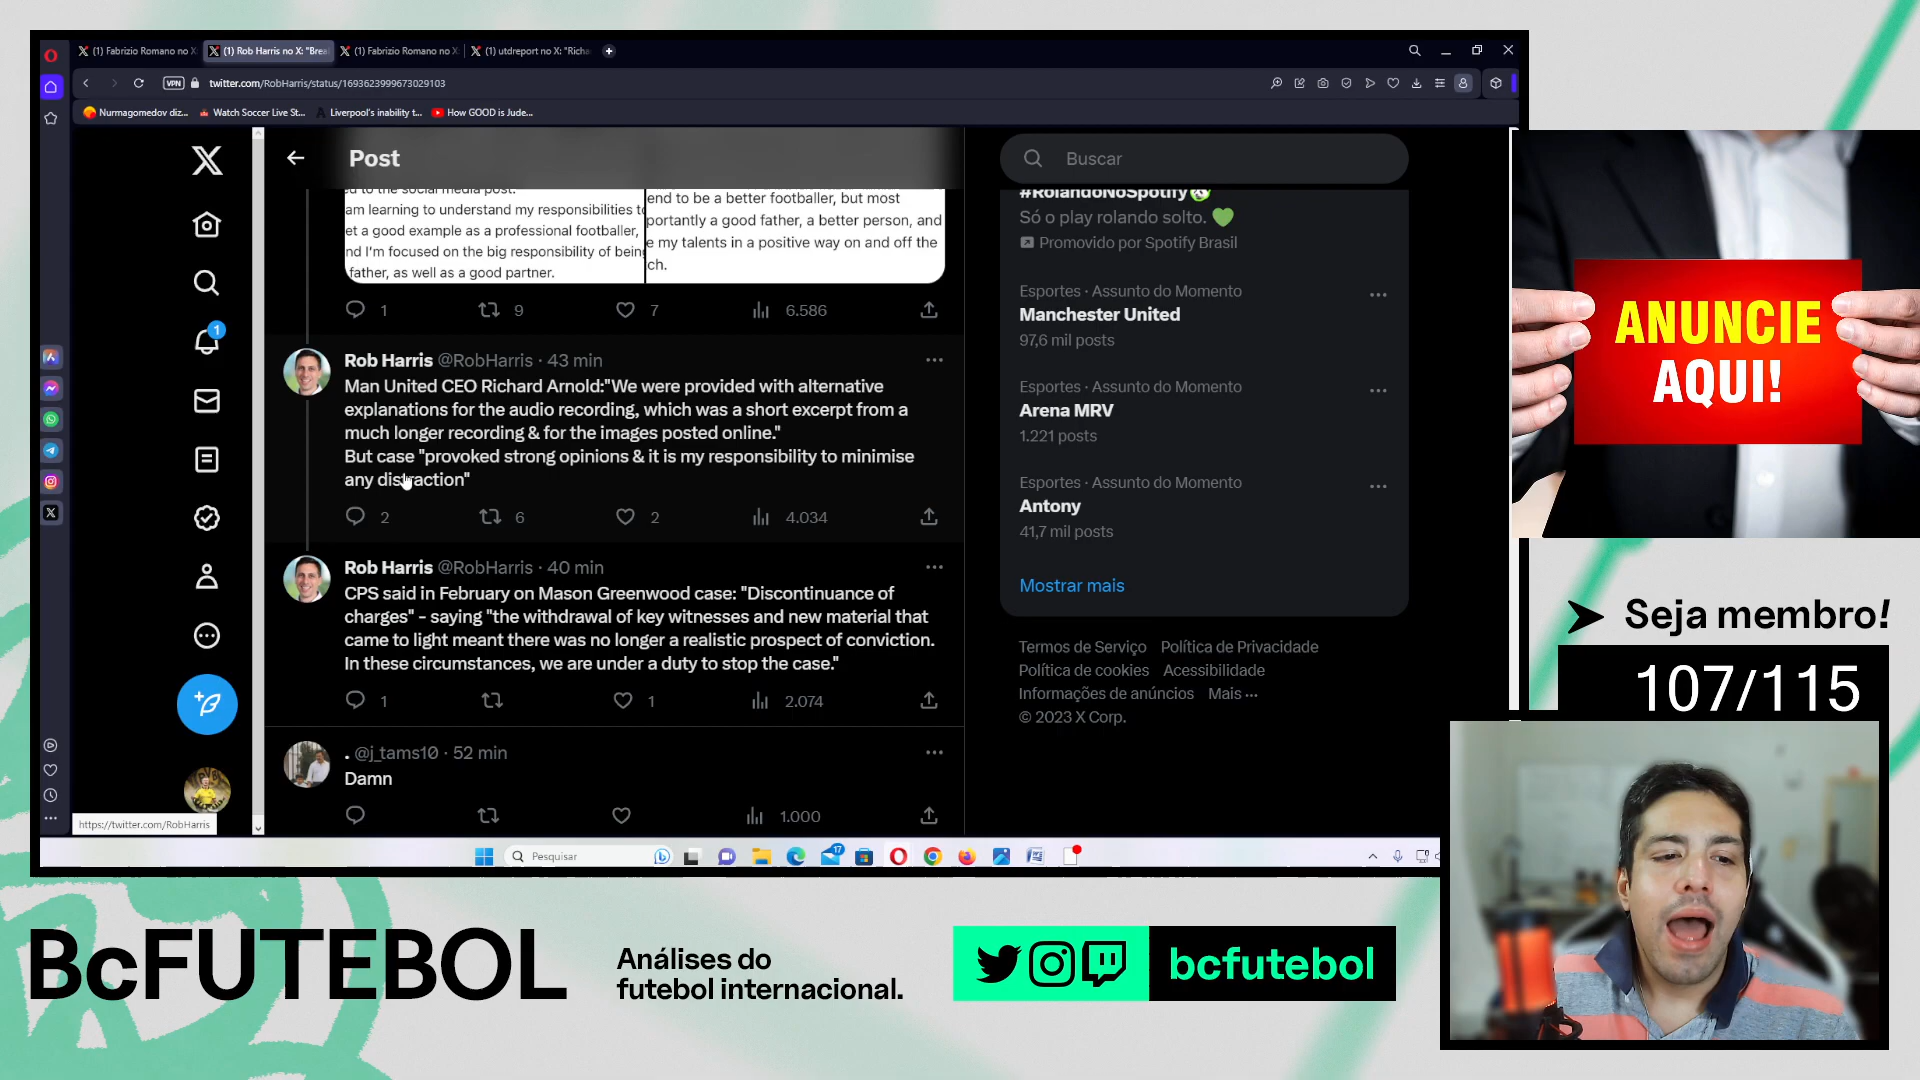 (1) Fabrizio Romano no X
(1) Rob Harris no X: "Brea
(1) Fabrizio Romano no X:
(1) utdreport no X: "Richa
VPN
twitter.com/RobHarris/status/1693623999673029103
Nurmagomedov diz...
Watch Soccer Live St...
Liverpool's inability t...
How GOOD is Jude...
Post
Buscar
ed to the social media post.
am learning to understand my responsibilities to
et a good example as a professional footballer,
nd I'm focused on the big responsibility of being
father, as well as a good partner.
end to be a better footballer, but most
portantly a good father, a better person, and
e my talents in a positive way on and off the
ch.
1 9 7 6.586
Rob Harris @RobHarris · 43 min
Man United CEO Richard Arnold:"We were provided with alternative
explanations for the audio recording, which was a short excerpt from a
much longer recording & for the images posted online."
But case "provoked strong opinions & it is my responsibility to minimise
any distraction"
2 6 2 4.034
Rob Harris @RobHarris · 40 min
CPS said in February on Mason Greenwood case: "Discontinuance of
charges" - saying "the withdrawal of key witnesses and new material that
came to light meant there was no longer a realistic prospect of conviction.
In these circumstances, we are under a duty to stop the case."
1 1 2.074
. @j_tams10 · 52 min
Damn
1.000
1
https://twitter.com/RobHarris
#RolandoNoSpotify
Só o play rolando solto.
Promovido por Spotify Brasil
Esportes · Assunto do Momento
Manchester United
97,6 mil posts
Esportes · Assunto do Momento
Arena MRV
1.221 posts
Esportes · Assunto do Momento
Antony
41,7 mil posts
Mostrar mais
Termos de Serviço Política de Privacidade
Política de cookies Acessibilidade
Informações de anúncios Mais ···
© 2023 X Corp.
Pesquisar
17
ANUNCIE
AQUI!
Seja membro!
107/115
BcFUTEBOL
Análises do
futebol internacional.
bcfutebol